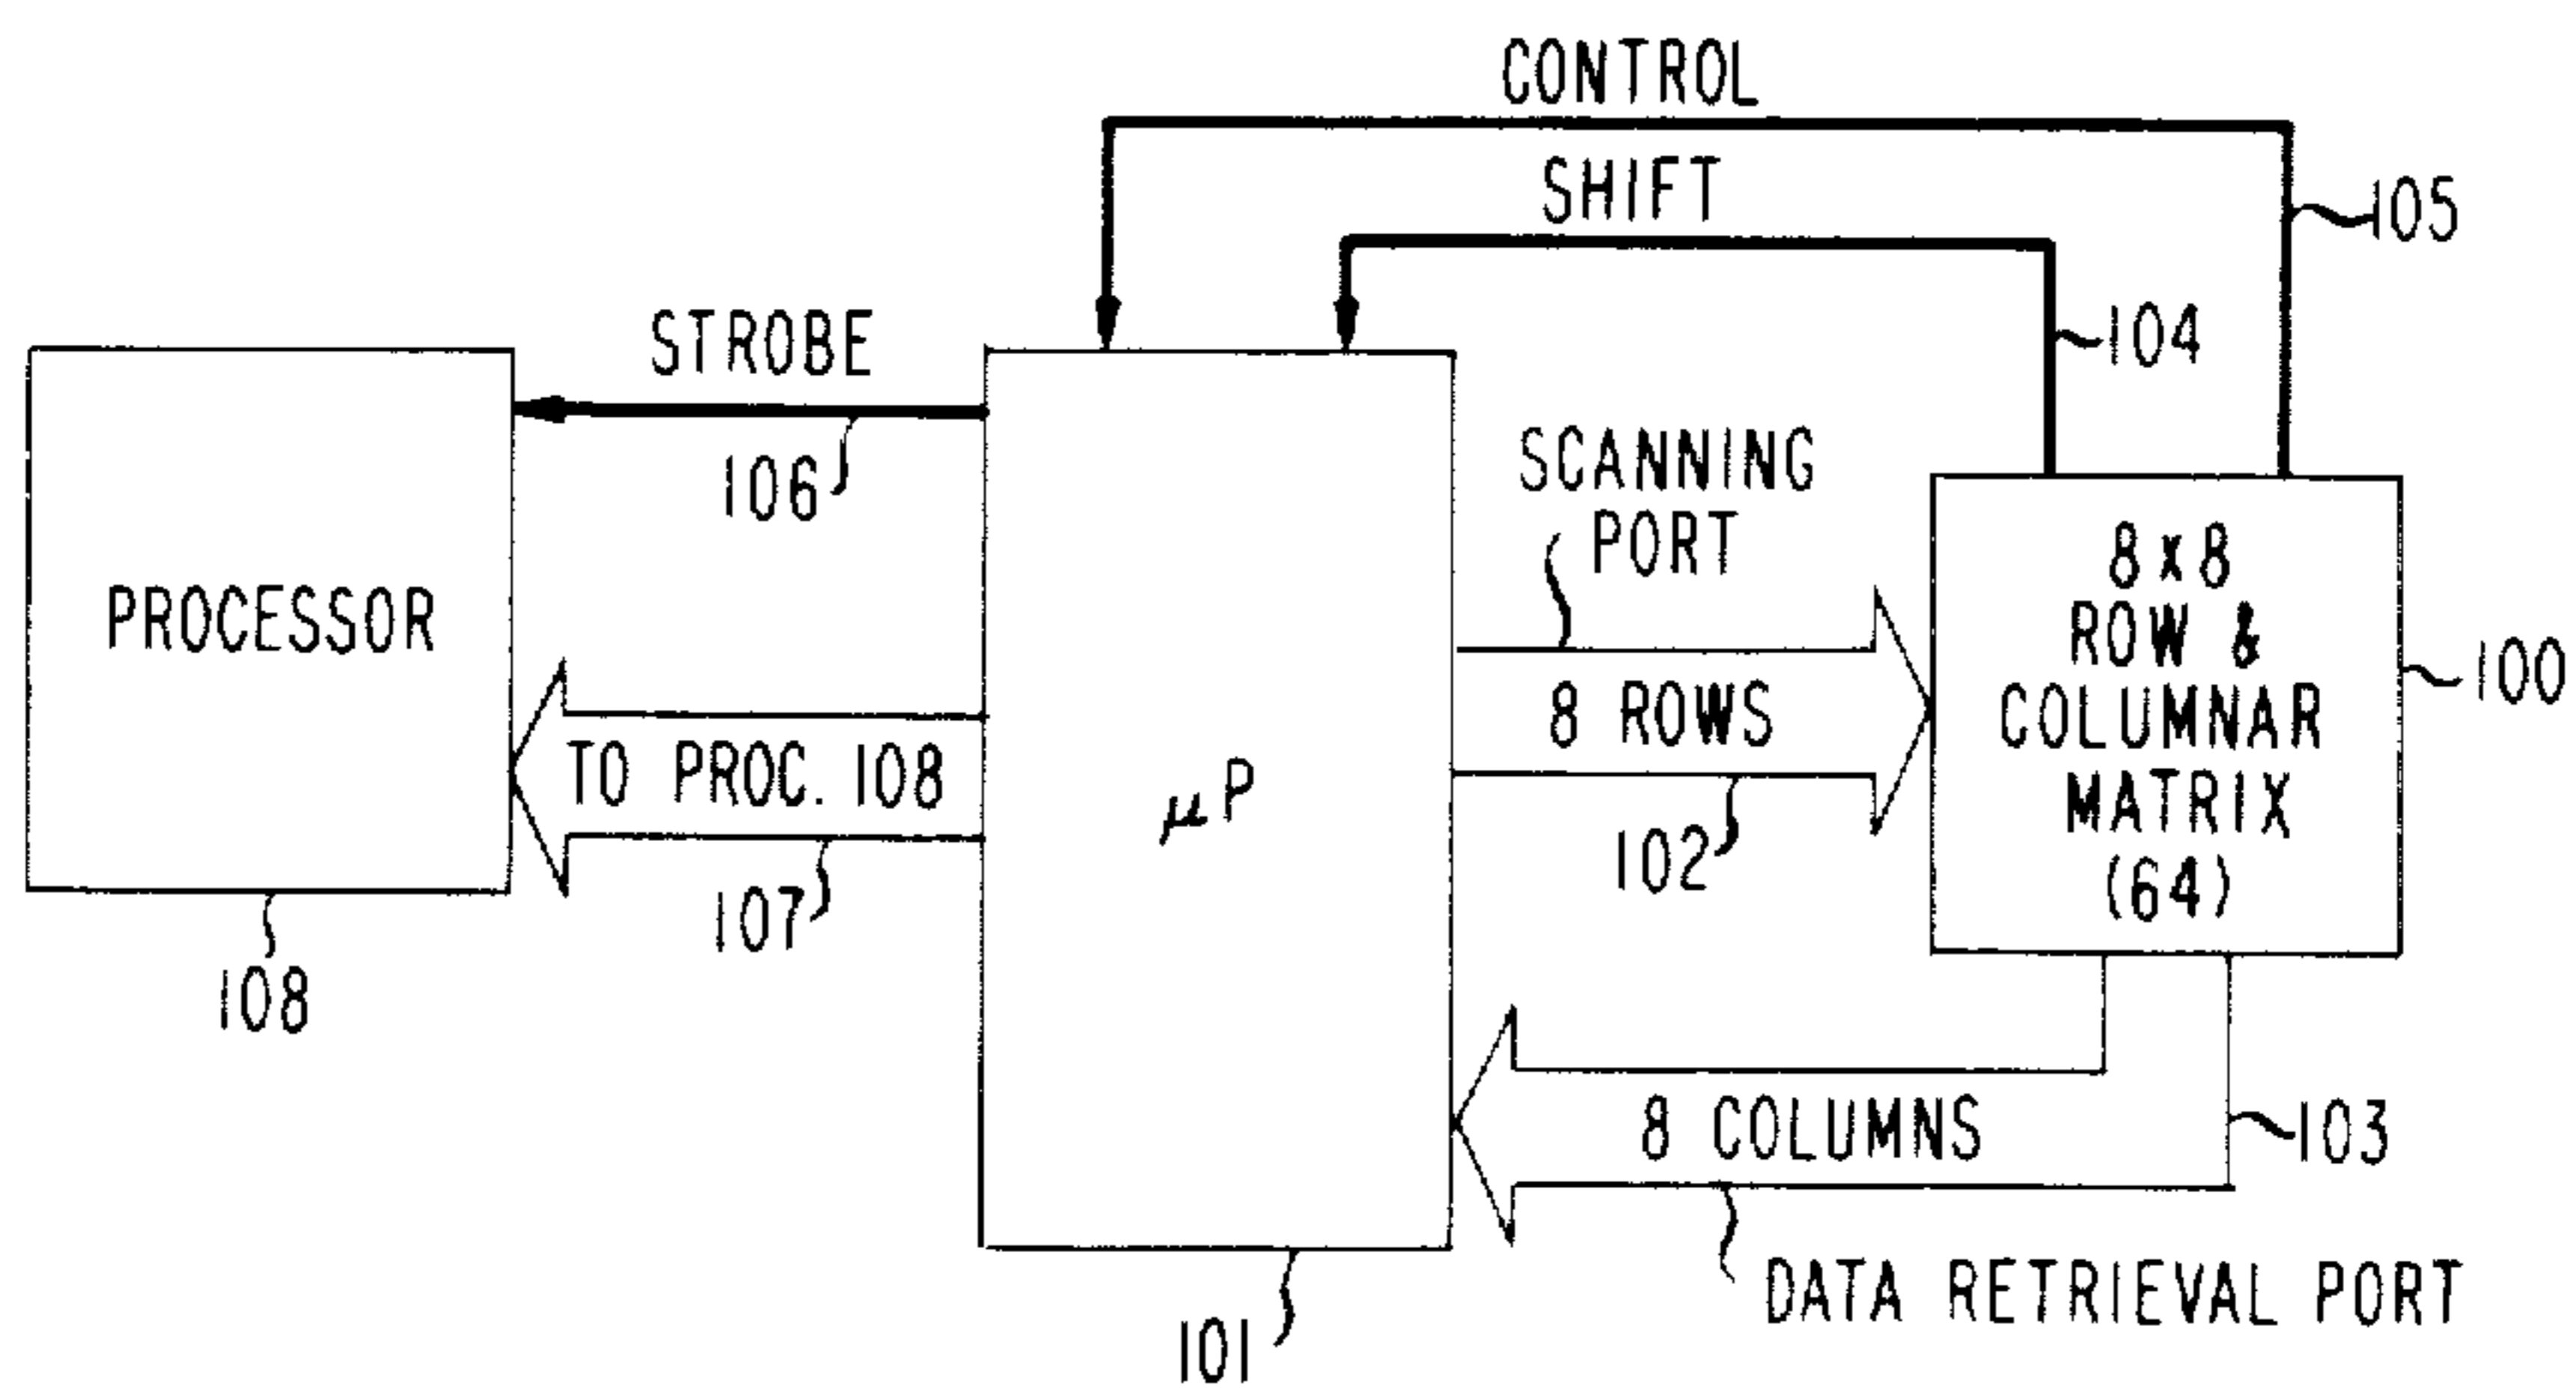 CONTROL
SHIFT
105
STROBE
104
106
SCANNING
PORT
8 x 8
ROW &
COLUMNAR
MATRIX
(64)
100
PROCESSOR
8 ROWS
TO PROC. 108
μP
102
107
108
8 COLUMNS
103
DATA RETRIEVAL PORT
101